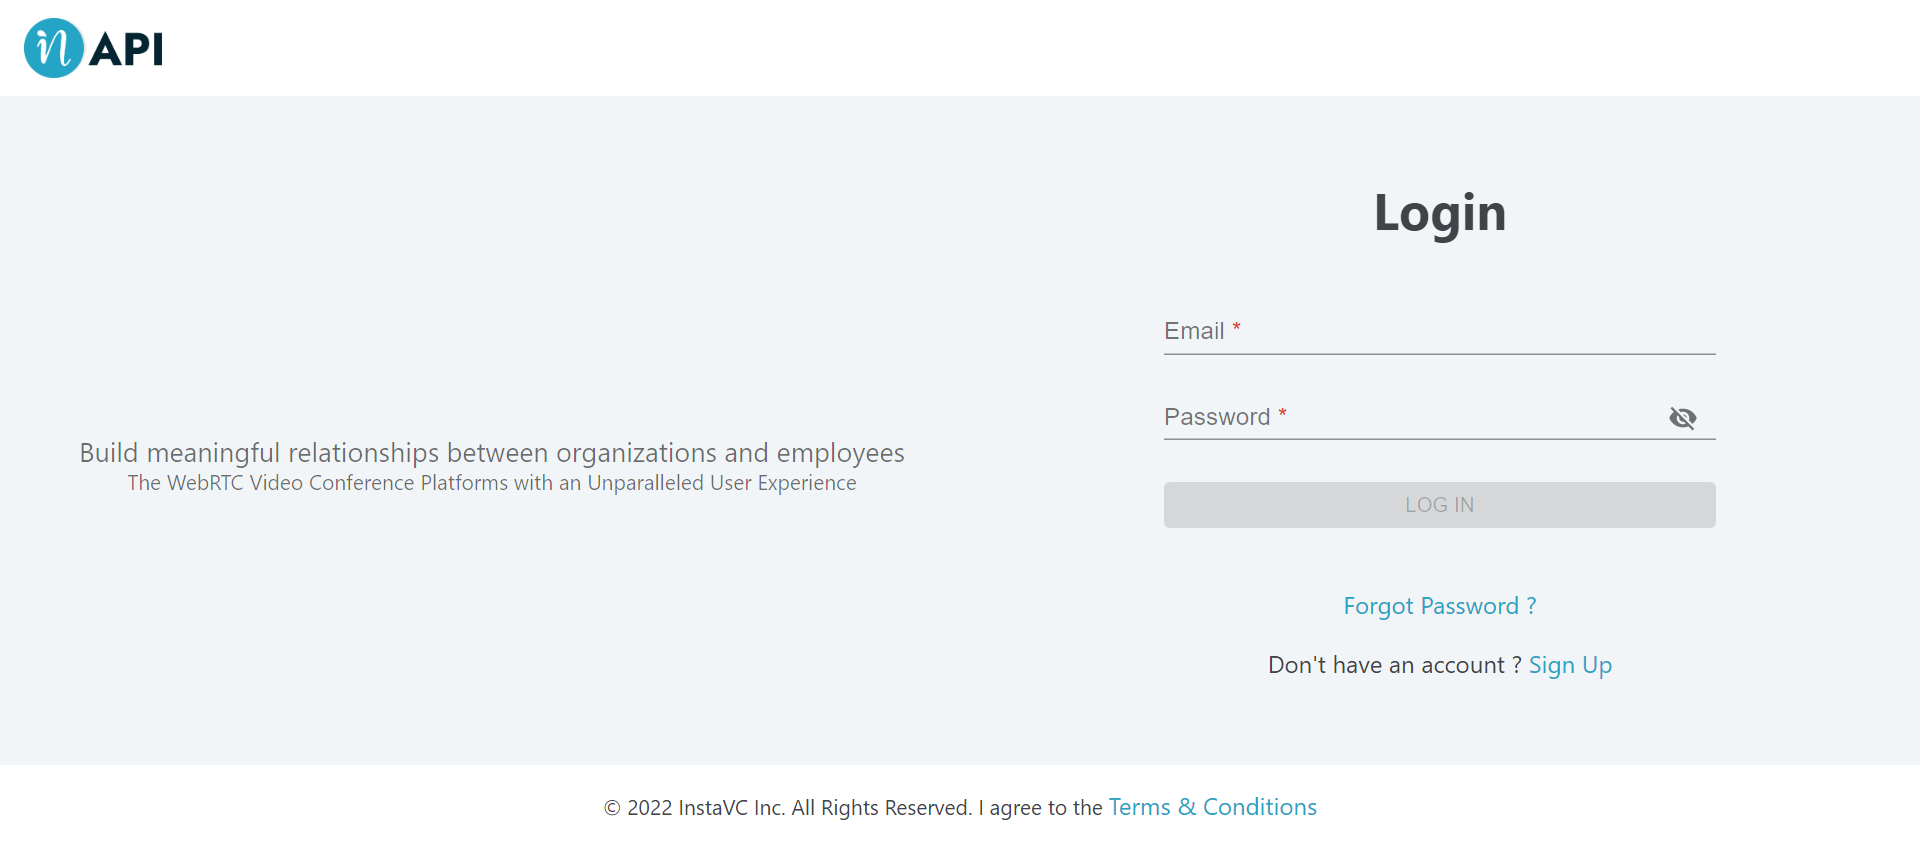 in API
Login
Email *
Password *
Build meaningful relationships between organizations and employees
The WebRTC Video Conference Platforms with an Unparalleled User Experience
LOG IN
Forgot Password ?
Don't have an account ? Sign Up
© 2022 InstaVC Inc. All Rights Reserved. I agree to the Terms & Conditions